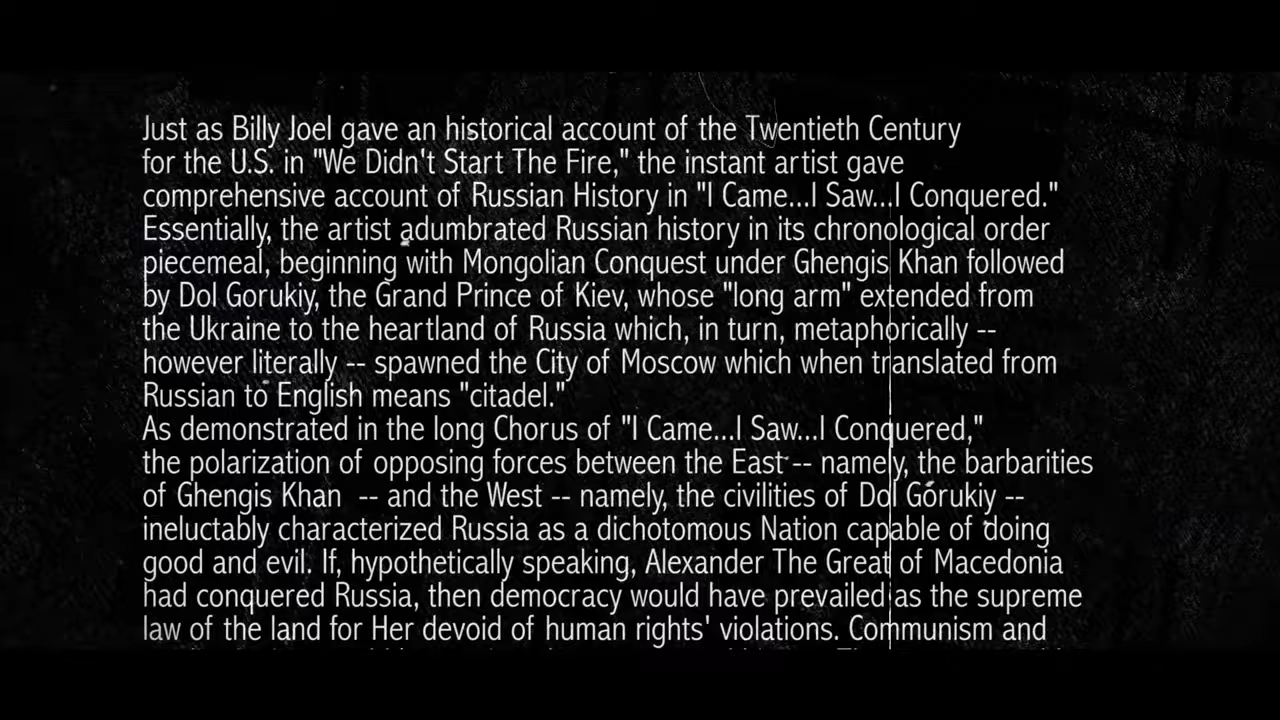 Just as Billy Joel gave an historical account of the Twentieth Century
for the U.S. in "We Didn't Start The Fire," the instant artist gave
comprehensive account of Russian History in "I Came...I Saw...I Conquered."
Essentially, the artist adumbrated Russian history in its chronological order
piecemeal, beginning with Mongolian Conquest under Ghengis Khan followed
by Dol Gorukiy, the Grand Prince of Kiev, whose "long arm" extended from
the Ukraine to the heartland of Russia which, in turn, metaphorically --
however literally -- spawned the City of Moscow which when translated from
Russian to English means "citadel."
As demonstrated in the long Chorus of "I Came...I Saw...I Conquered,"
the polarization of opposing forces between the East -- namely, the barbarities
of Ghengis Khan  -- and the West -- namely, the civilities of Dol Gorukiy --
ineluctably characterized Russia as a dichotomous Nation capable of doing
good and evil. If, hypothetically speaking, Alexander The Great of Macedonia
had conquered Russia, then democracy would have prevailed as the supreme
law of the land for Her devoid of human rights' violations. Communism and